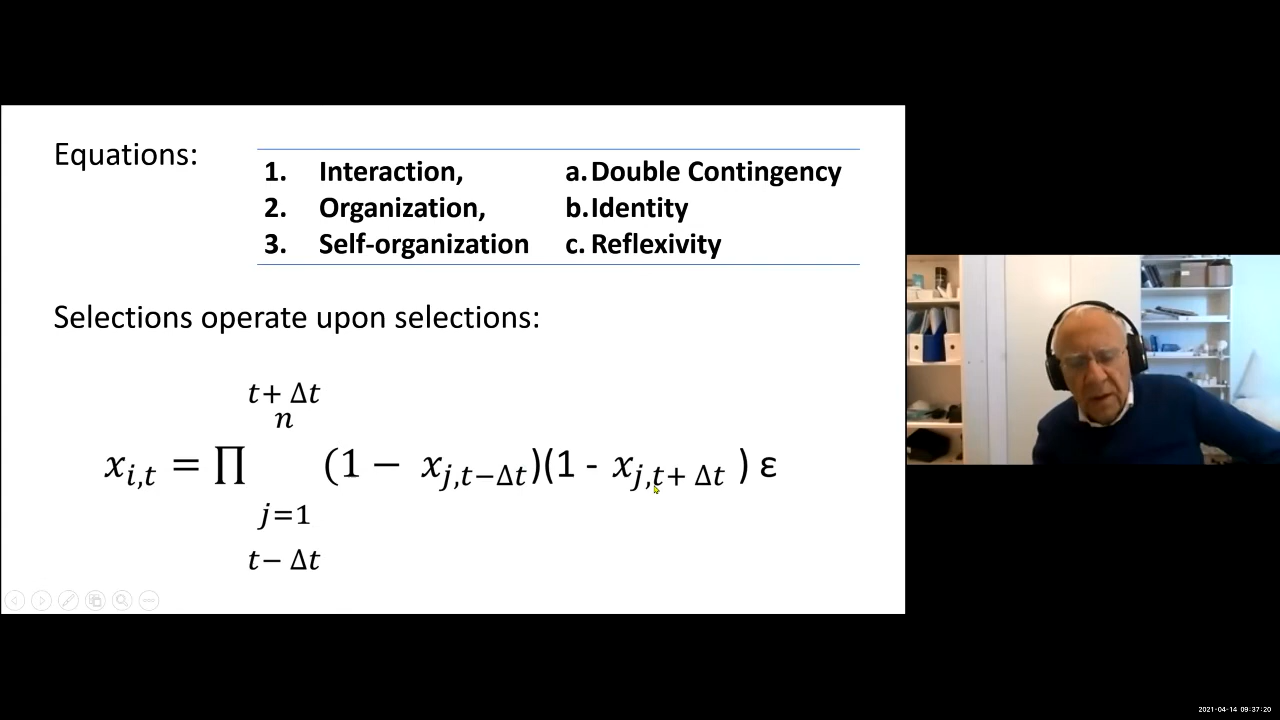 Equations:
1. Interaction, a. Double Contingency
2. Organization, b. Identity
3. Self-organization c. Reflexivity
Selections operate upon selections:
t+ Δt
n
x_{i,t} = ∏ (1 − x_{j,t−Δt})(1 - x_{j,t+ Δt} ) ε
j=1
t− Δt
2021-04-14 09:37:20